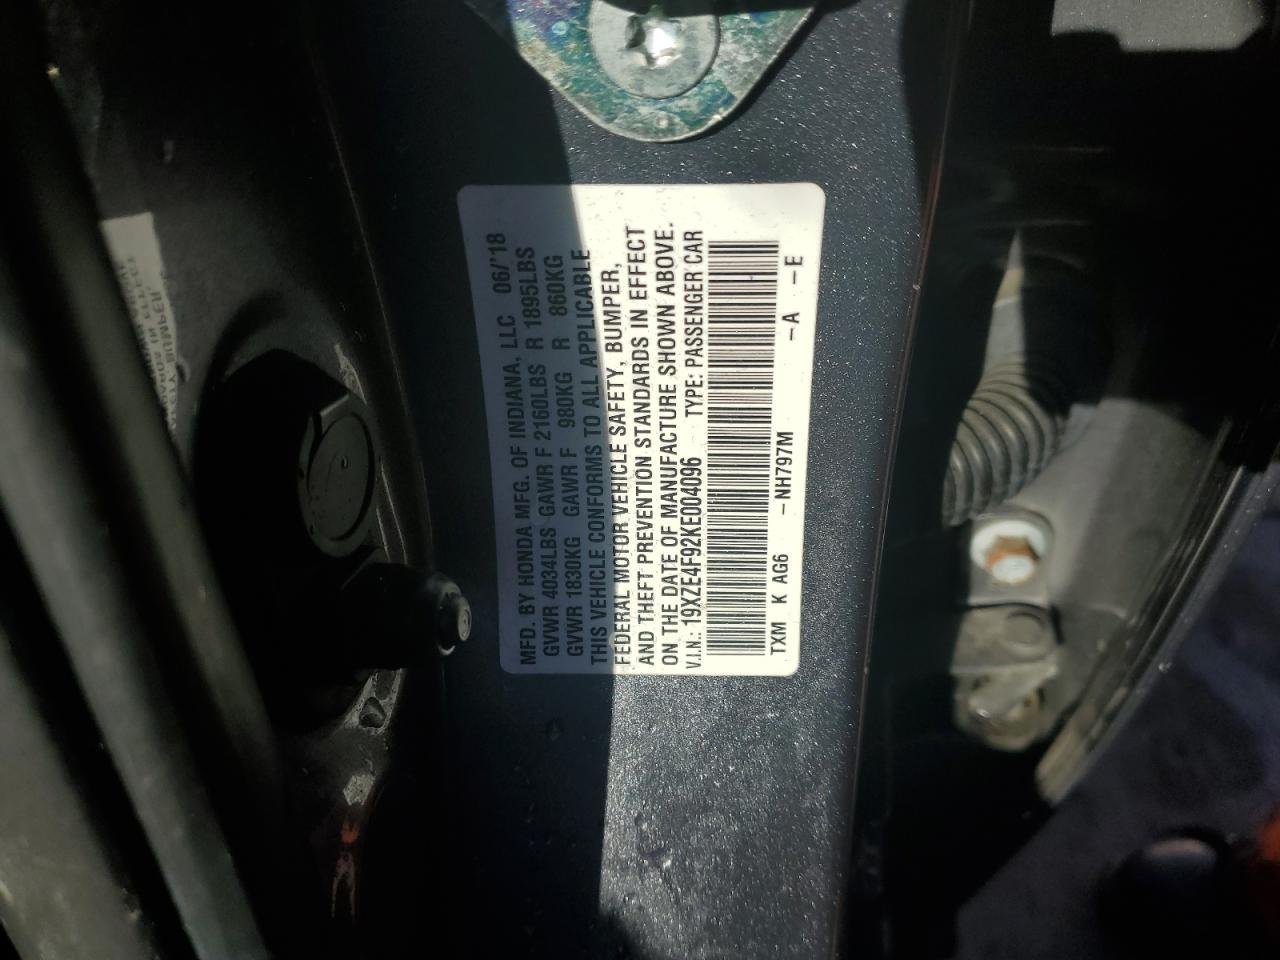 MFD. BY HONDA MFG. OF INDIANA, LLC 06/'18
GVWR 4034LBS GAWR F 2160LBS R 1895LBS
GVWR 1830KG GAWR F 980KG R 860KG
THIS VEHICLE CONFORMS TO ALL APPLICABLE
FEDERAL MOTOR VEHICLE SAFETY, BUMPER,
AND THEFT PREVENTION STANDARDS IN EFFECT
ON THE DATE OF MANUFACTURE SHOWN ABOVE.
V.I.N.: 19XZE4F92KE004096 TYPE: PASSENGER CAR
TXM K AG6 -NH797M -A -E